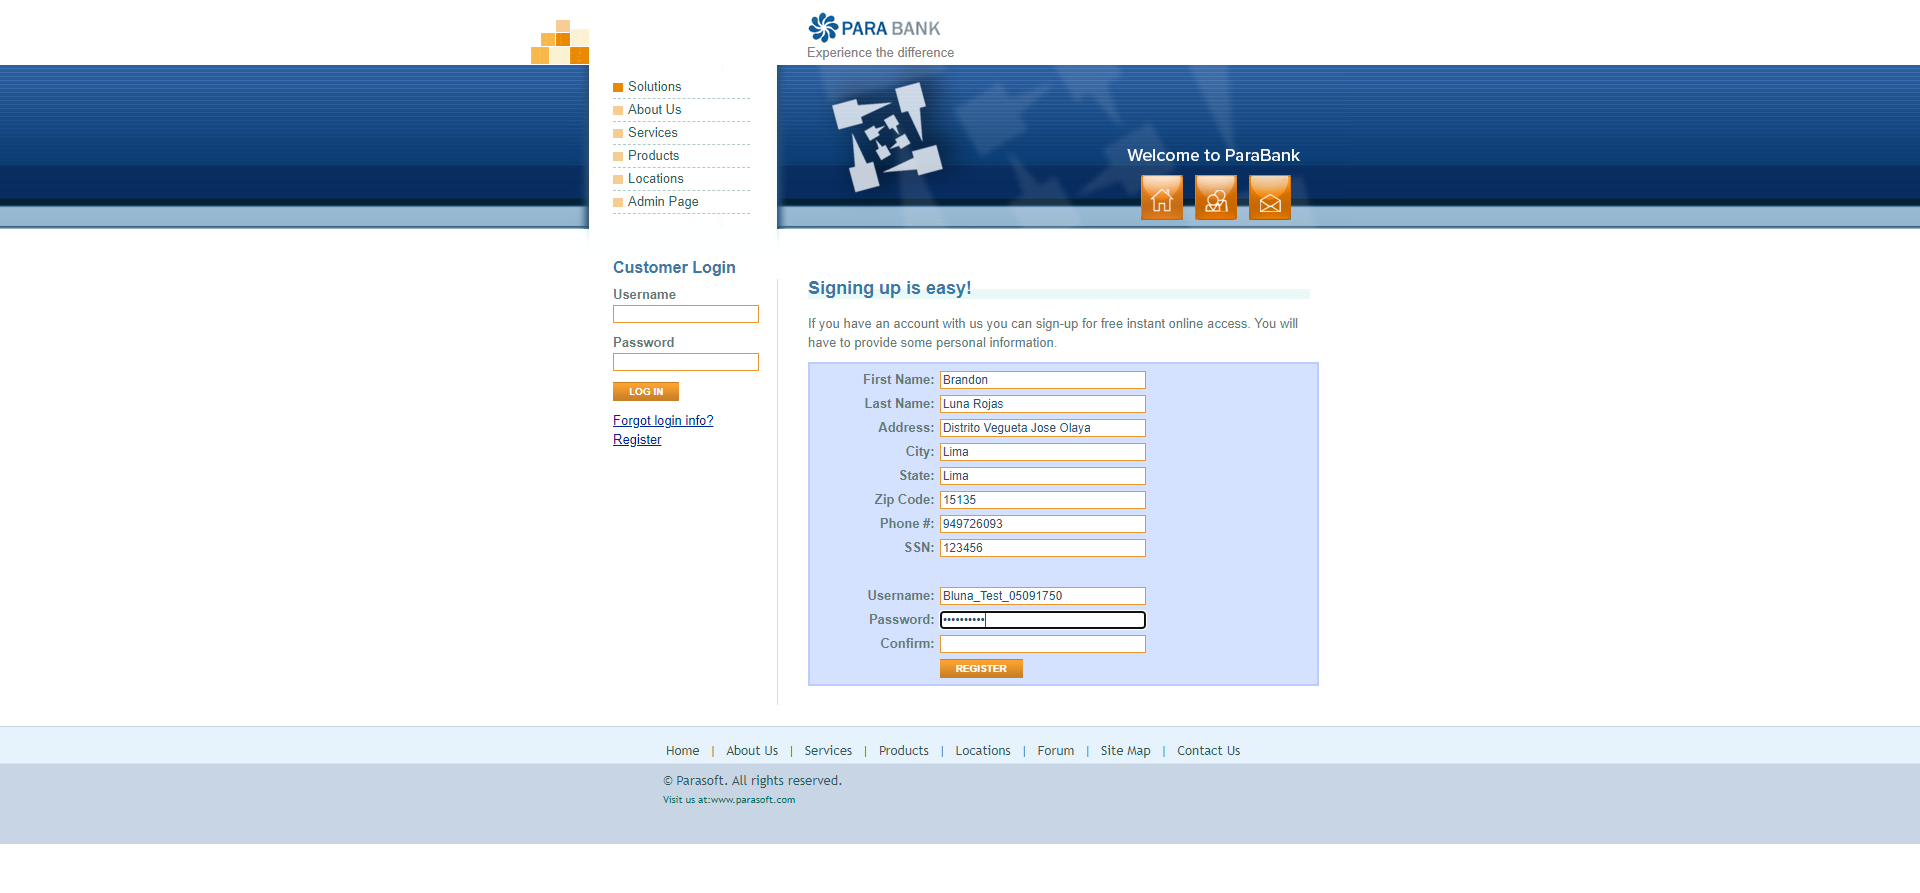 PARA BANK
Experience the difference
Solutions
About Us
Services
Products
Locations
Admin Page
Welcome to ParaBank
Customer Login
Username
Password
LOG IN
Forgot login info?
Register
Signing up is easy!
If you have an account with us you can sign-up for free instant online access. You will
have to provide some personal information.
First Name: Brandon
Last Name: Luna Rojas
Address: Distrito Vegueta Jose Olaya
City: Lima
State: Lima
Zip Code: 15135
Phone #: 949726093
SSN: 123456
Username: Bluna_Test_05091750
Password: ••••••••••
Confirm:
REGISTER
Home | About Us | Services | Products | Locations | Forum | Site Map | Contact Us
© Parasoft. All rights reserved.
Visit us at:www.parasoft.com